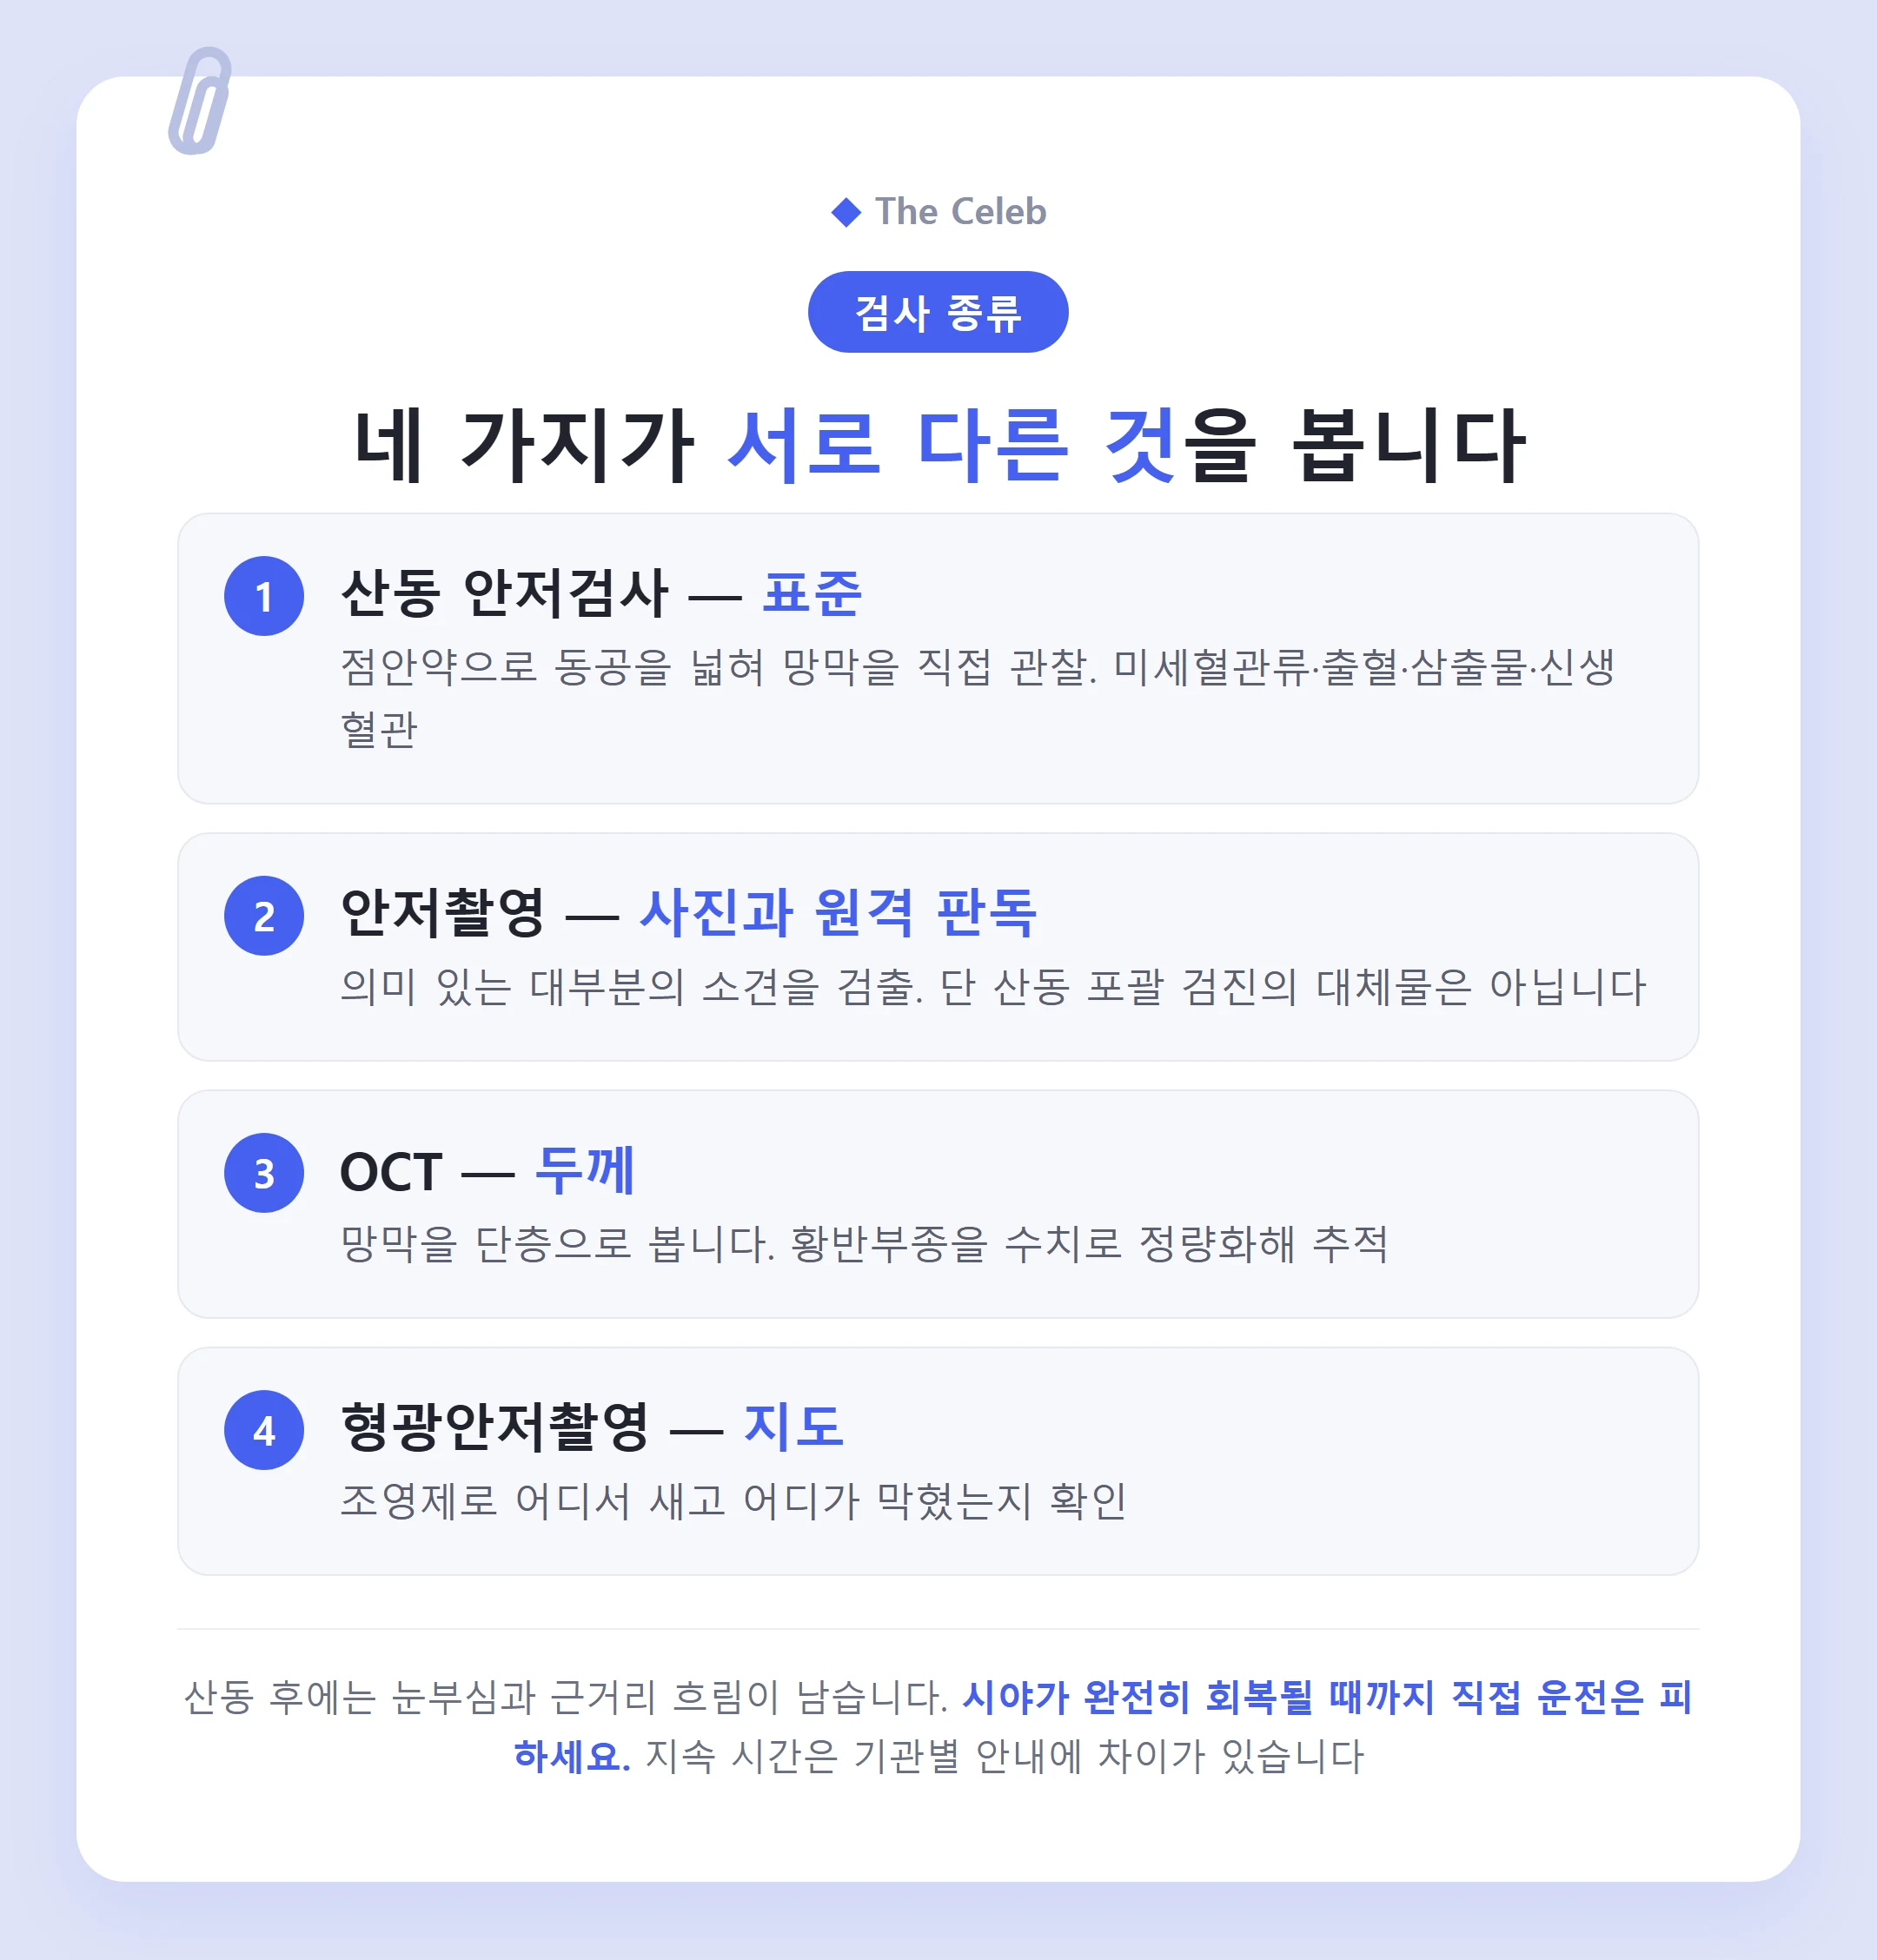 The Celeb
검사 종류
네 가지가 서로 다른 것을 봅니다
1
산동 안저검사 — 표준
점안약으로 동공을 넓혀 망막을 직접 관찰. 미세혈관류·출혈·삼출물·신생
혈관
2
안저촬영 — 사진과 원격 판독
의미 있는 대부분의 소견을 검출. 단 산동 포괄 검진의 대체물은 아닙니다
3
OCT — 두께
망막을 단층으로 봅니다. 황반부종을 수치로 정량화해 추적
4
형광안저촬영 — 지도
조영제로 어디서 새고 어디가 막혔는지 확인
산동 후에는 눈부심과 근거리 흐림이 남습니다. 시야가 완전히 회복될 때까지 직접 운전은 피
하세요. 지속 시간은 기관별 안내에 차이가 있습니다